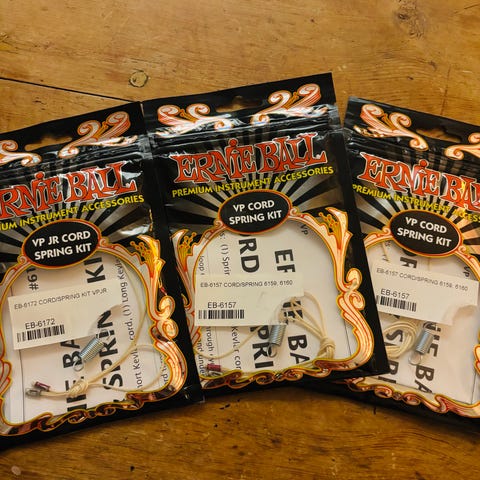 ERNIE BALL
PREMIUM INSTRUMENT ACCESSORIES
VP JR CORD
SPRING KIT
EB-6172 CORD/SPRING KIT VPJR
EB-6172
ERNIE BALL
PREMIUM INSTRUMENT ACCESSORIES
VP CORD
SPRING KIT
EB-6157 CORD/SPRING 6159, 6160
EB-6157
ERNIE BALL
PREMIUM INSTRUMENT ACCESSORIES
VP CORD
SPRING KIT
EB-6157 CORD/SPRING 6159, 6160
EB-6157